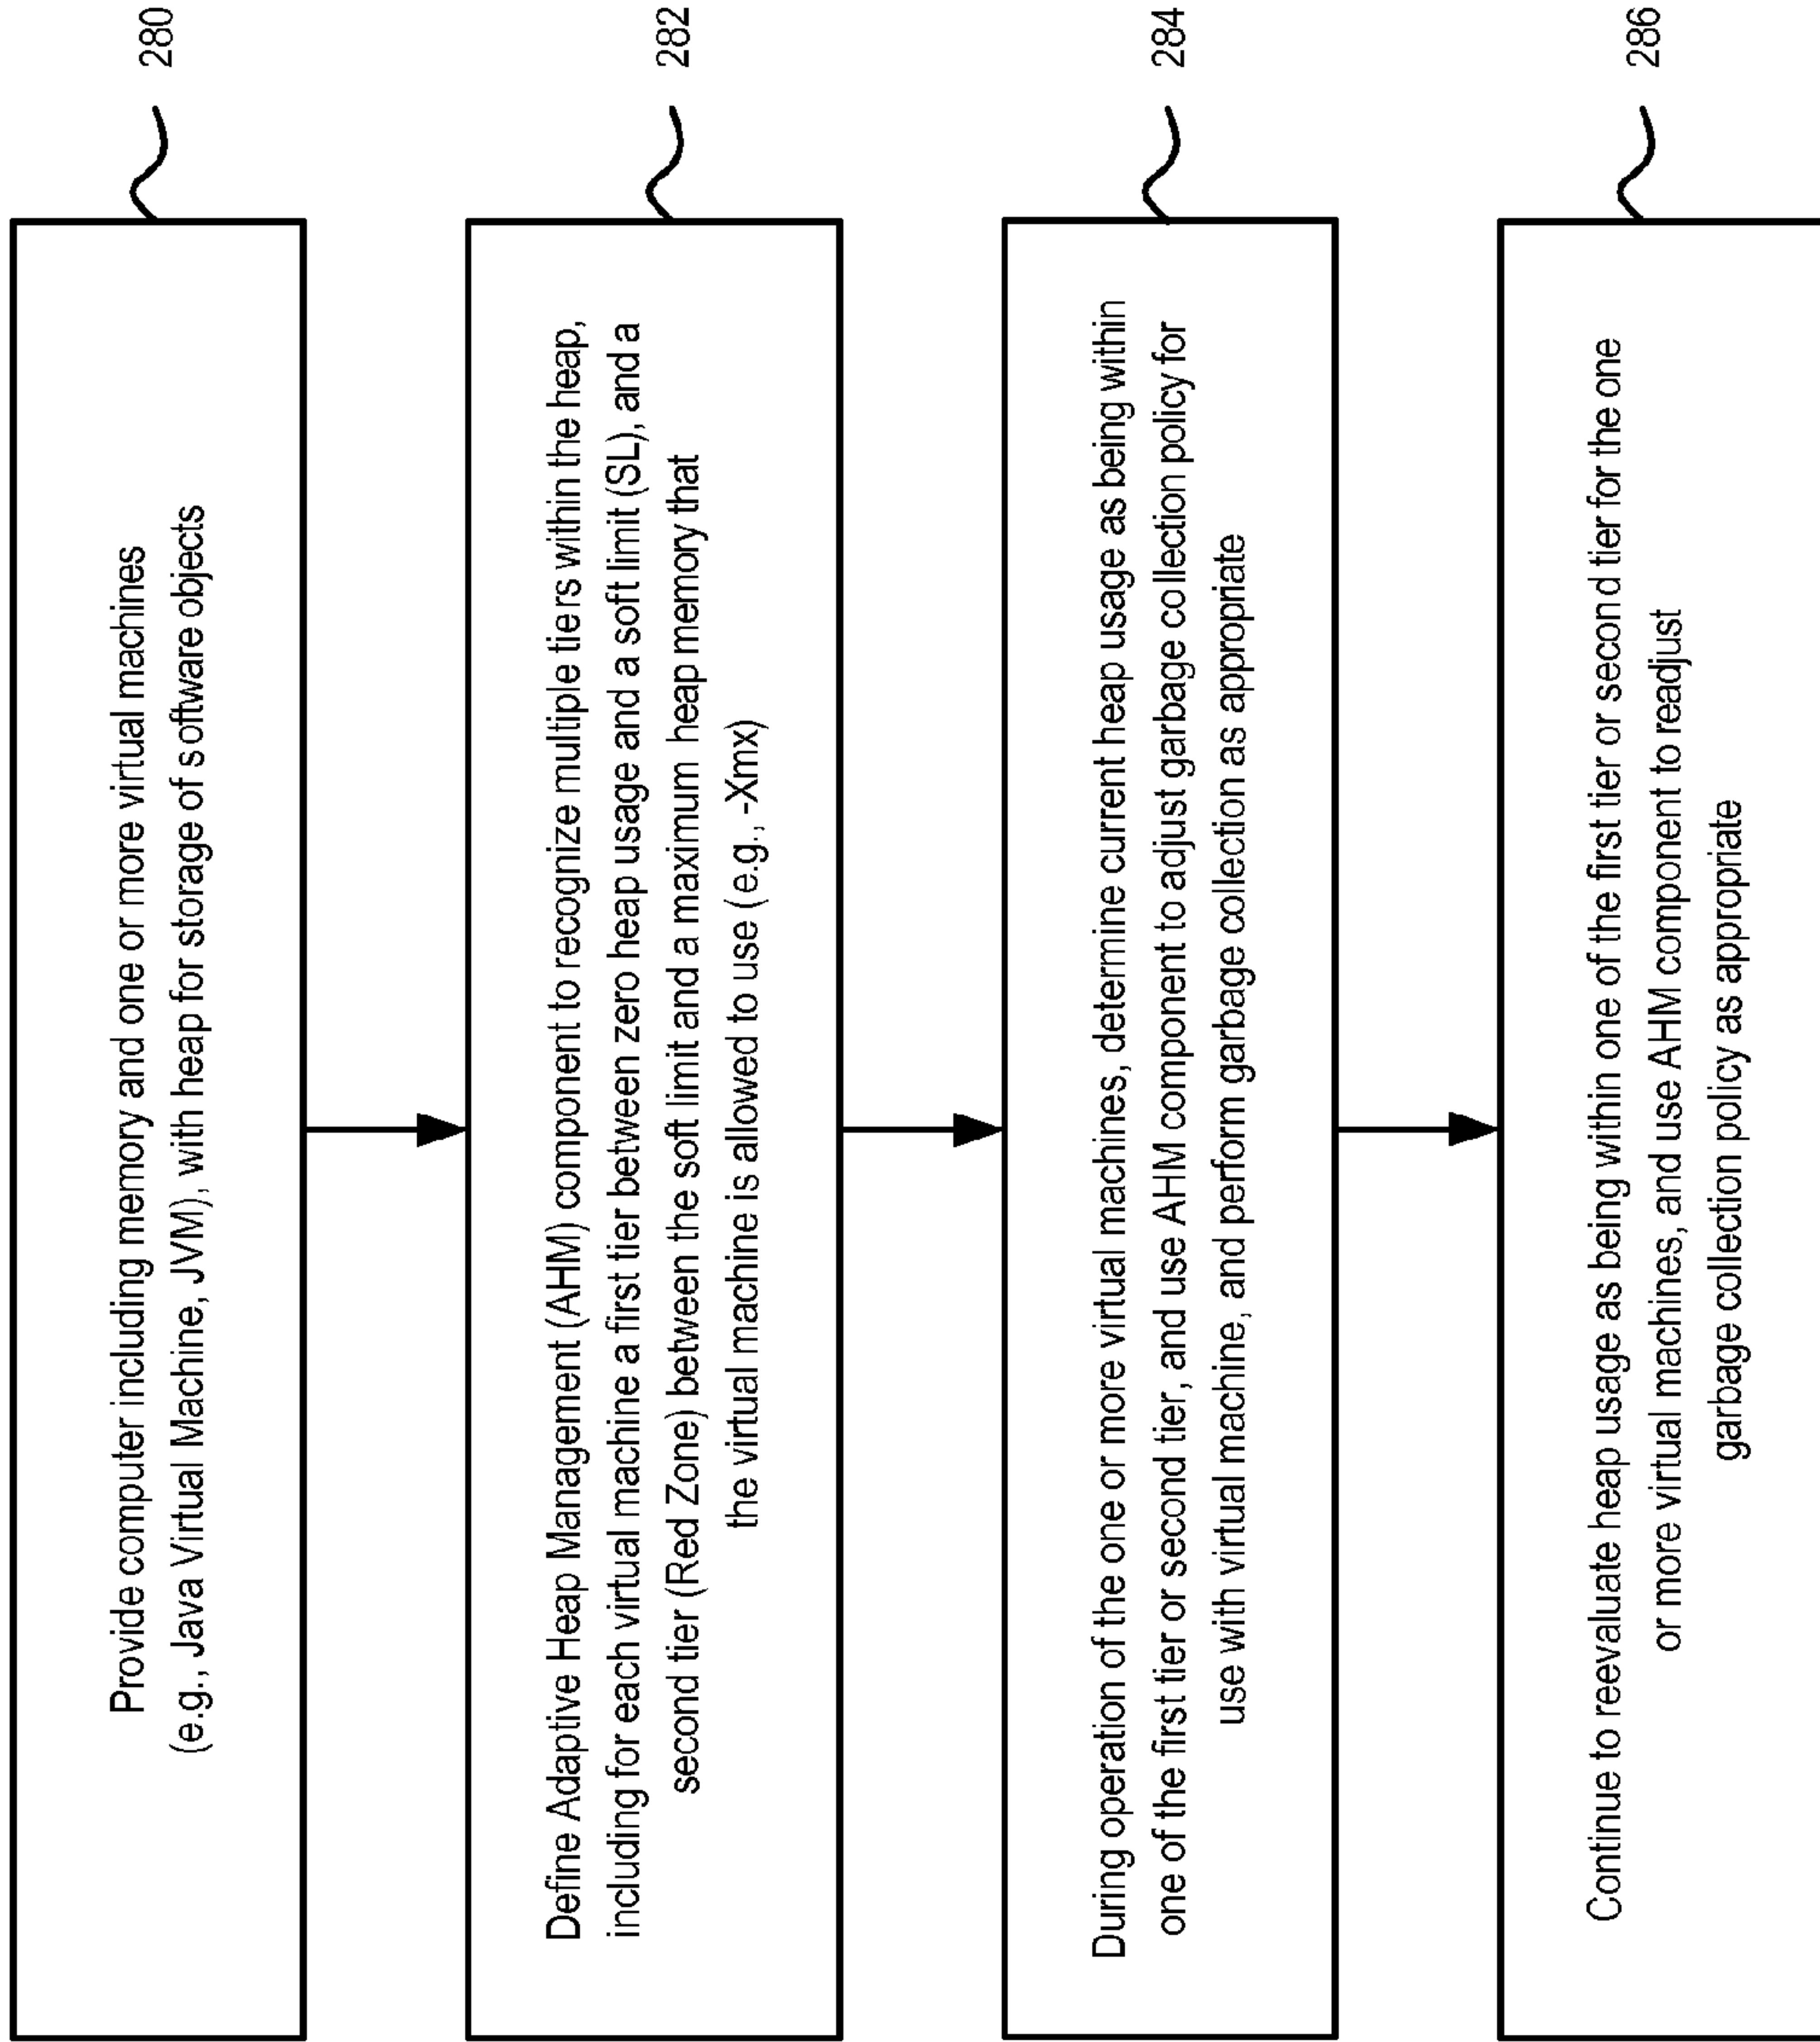 Provide computer including memory and one or more virtual machines
(e.g., Java Virtual Machine, JVM), with heap for storage of software objects
280
Define Adaptive Heap Management (AHM) component to recognize multiple tiers within the heap,
including for each virtual machine a first tier between zero heap usage and a soft limit (SL), and a
second tier (Red Zone) between the soft limit and a maximum heap memory that
the virtual machine is allowed to use (e.g., -Xmx)
282
During operation of the one or more virtual machines, determine current heap usage as being within
one of the first tier or second tier, and use AHM component to adjust garbage collection policy for
use with virtual machine, and perform garbage collection as appropriate
284
Continue to reevaluate heap usage as being within one of the first tier or second tier for the one
or more virtual machines, and use AHM component to readjust
garbage collection policy as appropriate
286